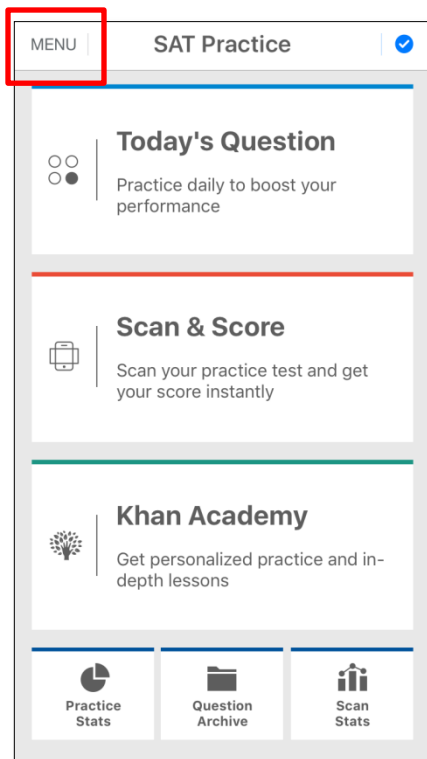 MENU
SAT Practice
Today's Question
Practice daily to boost your
performance
Scan & Score
Scan your practice test and get
your score instantly
Khan Academy
Get personalized practice and in-
depth lessons
Practice
Stats
Question
Archive
Scan
Stats